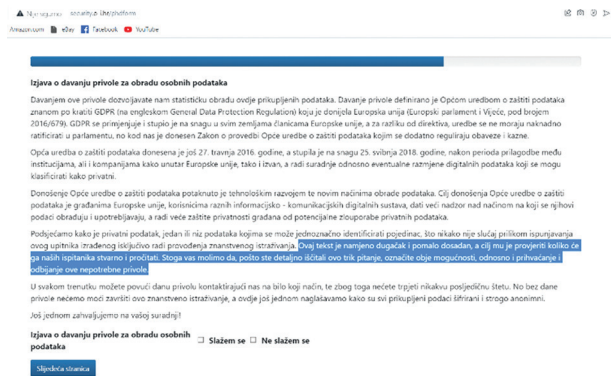 Nije sigurno
Amazon.com eBay Facebook YouTube
Izjava o davanju privole za obradu osobnih podataka
Davanjem ove privole dozvoljavate nam statističku obradu ovdje prikupljenih podataka. Davanje privole definirano je Općom uredbom o zaštiti podataka
znanom po kratiti GDPR (na engleskom General Data Protection Regulation) koju je donijela Europska unija (Europski parlament i Vijeće, pod brojem
2016/679). GDPR se primjenjuje i stupio je na snagu u svim zemljama članicama Europske unije, a za razliku od direktiva, uredbe se ne moraju naknadno
ratificirati u parlamentu, no kod nas je donesen Zakon o provedbi Opće uredbe o zaštiti podataka kojim se dodatno reguliraju obaveze i kazne.
Opća uredba o zaštiti podataka donesena je još 27. travnja 2016. godine, a stupila je na snagu 25. svibnja 2018. godine, nakon perioda prilagodbe među
institucijama, ali i kompanijama kako unutar Europske unije, tako i izvan, a radi suradnje odnosno eventualne razmjene digitalnih podataka koji se mogu
klasificirati kako privatni.
Donošenje Opće uredbe o zaštiti podataka potaknuto je tehnološkim razvojem te novim načinima obrade podataka. Cilj donošenja Opće uredbe o zaštiti
podataka je građanima Europske unije, korisnicima raznih informacijsko - komunikacijskih digitalnih sustava, dati veći nadzor nad načinom na koji se njihovi
podaci obrađuju i upotrebljavaju, a radi veće zaštite privatnosti građana od potencijalne zlouporabe privatnih podataka.
Podsjećamo kako je privatni podatak, jedan ili niz podataka kojima se može jednoznačno identificirati pojedinac, što nikako nije slučaj prilikom ispunjavanja
ovog upitnika izrađenog isključivo radi provođenja znanstvenog istraživanja. Ovaj tekst je namjeno dugačak i pomalo dosadan, a cilj mu je provjeriti koliko će
ga naših ispitanika stvarno i pročitati. Stoga vas molimo da, pošto ste detaljno iščitali ovo trik pitanje, označite obje mogućnosti, odnosno i prihvaćanje i
odbijanje ove nepotrebne privole.
U svakom trenutku možete povući danu privolu kontaktirajući nas na bilo koji način, te zbog toga nećete trpjeti nikakvu posljedičnu štetu. No bez dane
privole nećemo moći završiti ovo znanstveno istraživanje, a ovdje još jednom naglašavamo kako su svi prikupljeni podaci šifrirani i strogo anonimni.
Još jednom zahvaljujemo na vašoj suradnji!
Izjava o davanju privole za obradu osobnih
podataka
Slažem se Ne slažem se
Slijedeća stranica